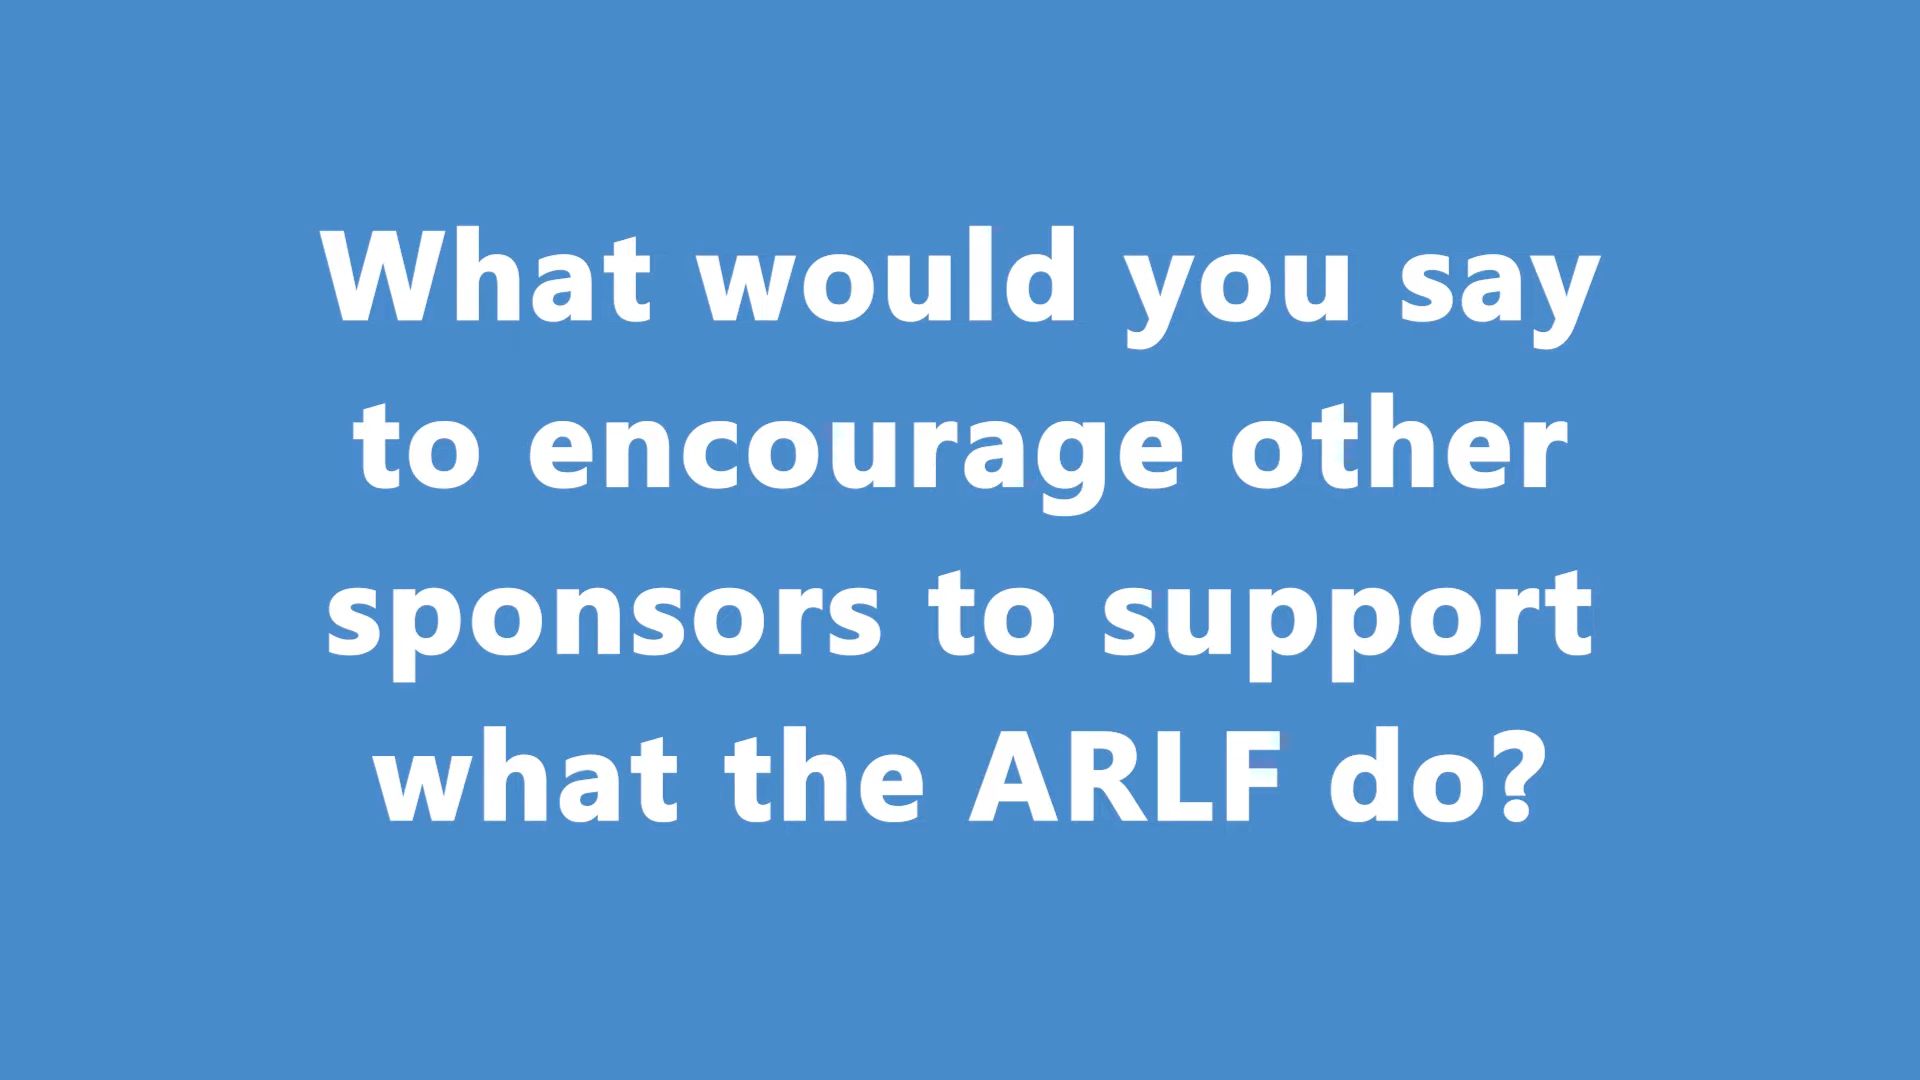 What would you say
to encourage other
sponsors to support
what the ARLF do?